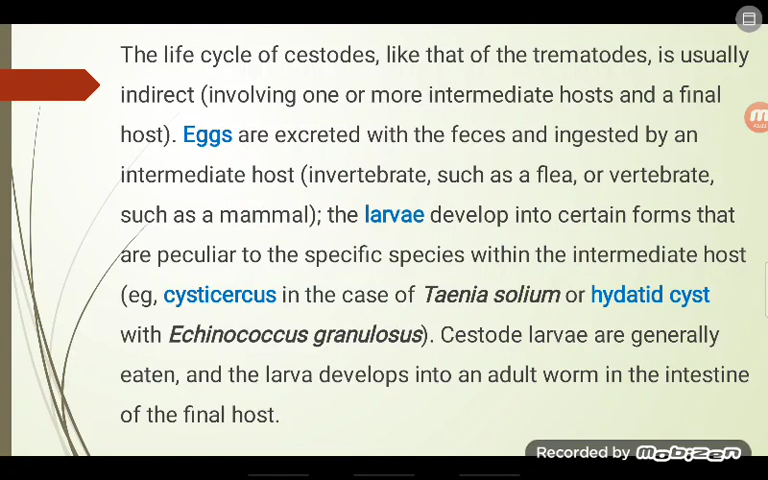 The life cycle of cestodes, like that of the trematodes, is usually
indirect (involving one or more intermediate hosts and a final
host). Eggs are excreted with the feces and ingested by an
intermediate host (invertebrate, such as a flea, or vertebrate,
such as a mammal); the larvae develop into certain forms that
are peculiar to the specific species within the intermediate host
(eg, cysticercus in the case of Taenia solium or hydatid cyst
with Echinococcus granulosus). Cestode larvae are generally
eaten, and the larva develops into an adult worm in the intestine
of the final host.
Recorded by mobizen